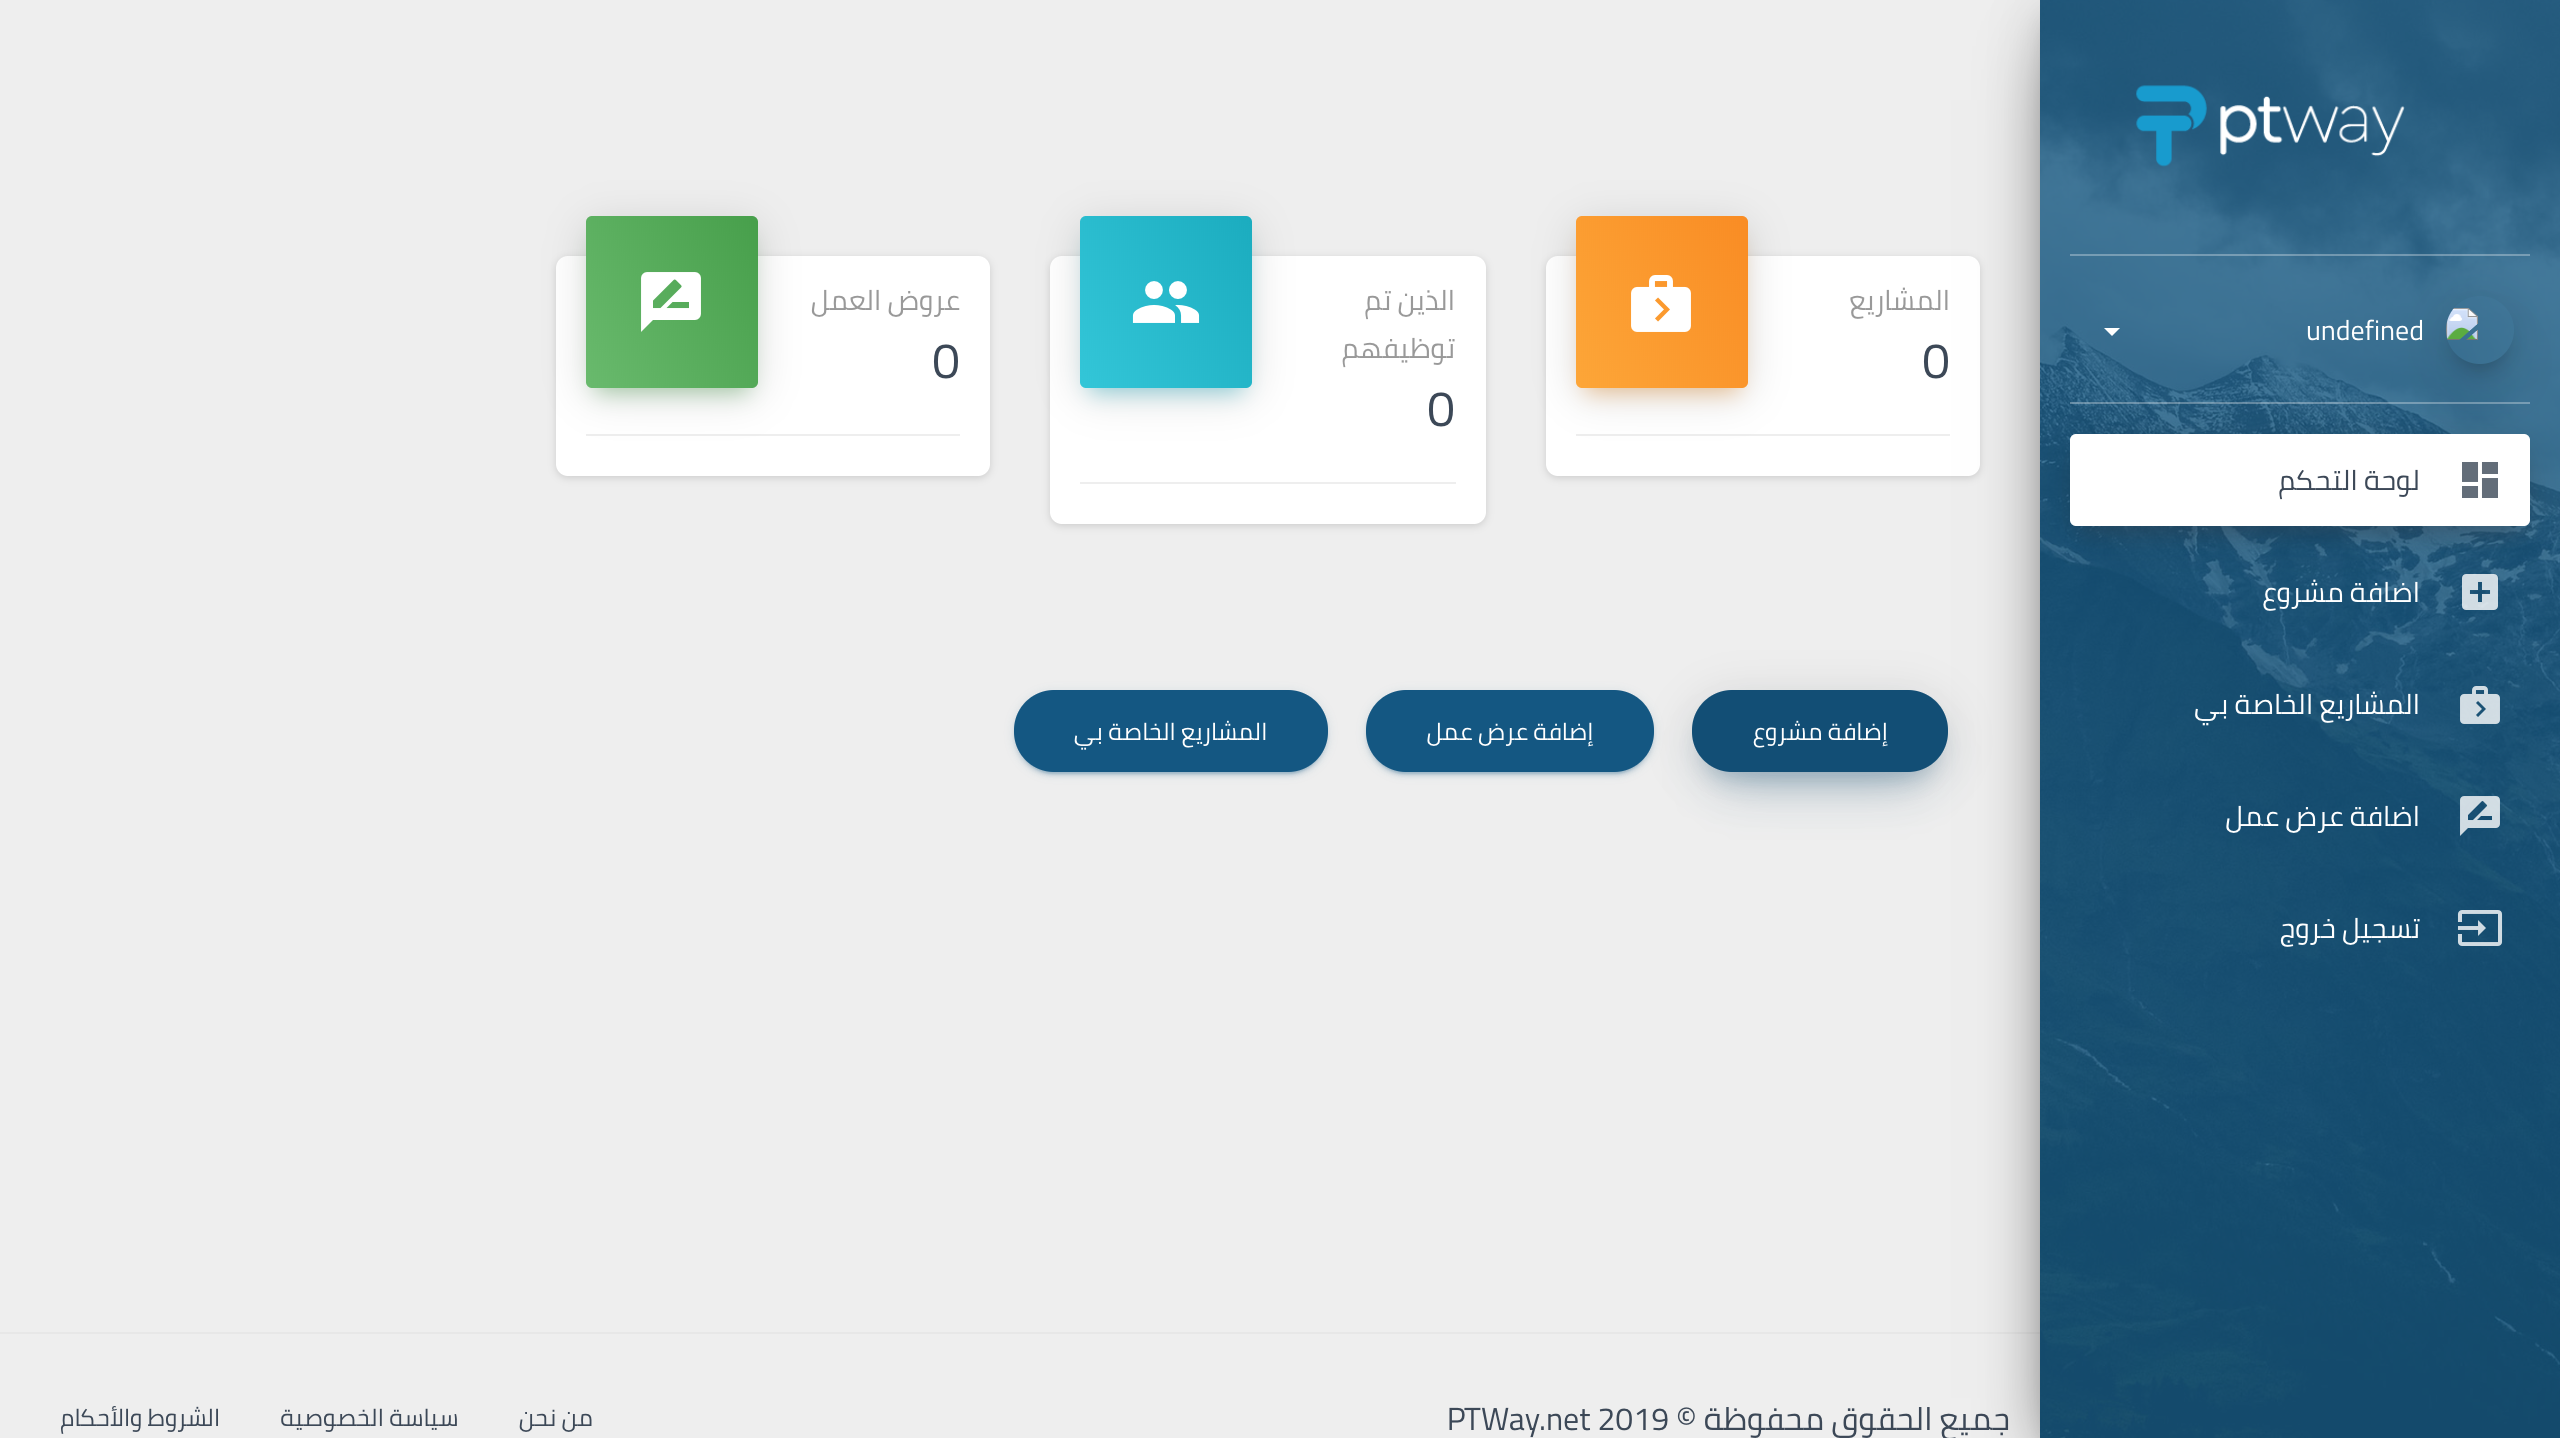 ptway
undefined
لوحة التحكم
اضافة مشروع
المشاريع الخاصة بي
اضافة عرض عمل
تسجيل خروج
المشاريع
0
الذين تم
توظيفهم
0
عروض العمل
0
إضافة مشروع
إضافة عرض عمل
المشاريع الخاصة بي
جميع الحقوق محفوظة © PTWay.net 2019
من نحن
سياسة الخصوصية
الشروط والأحكام